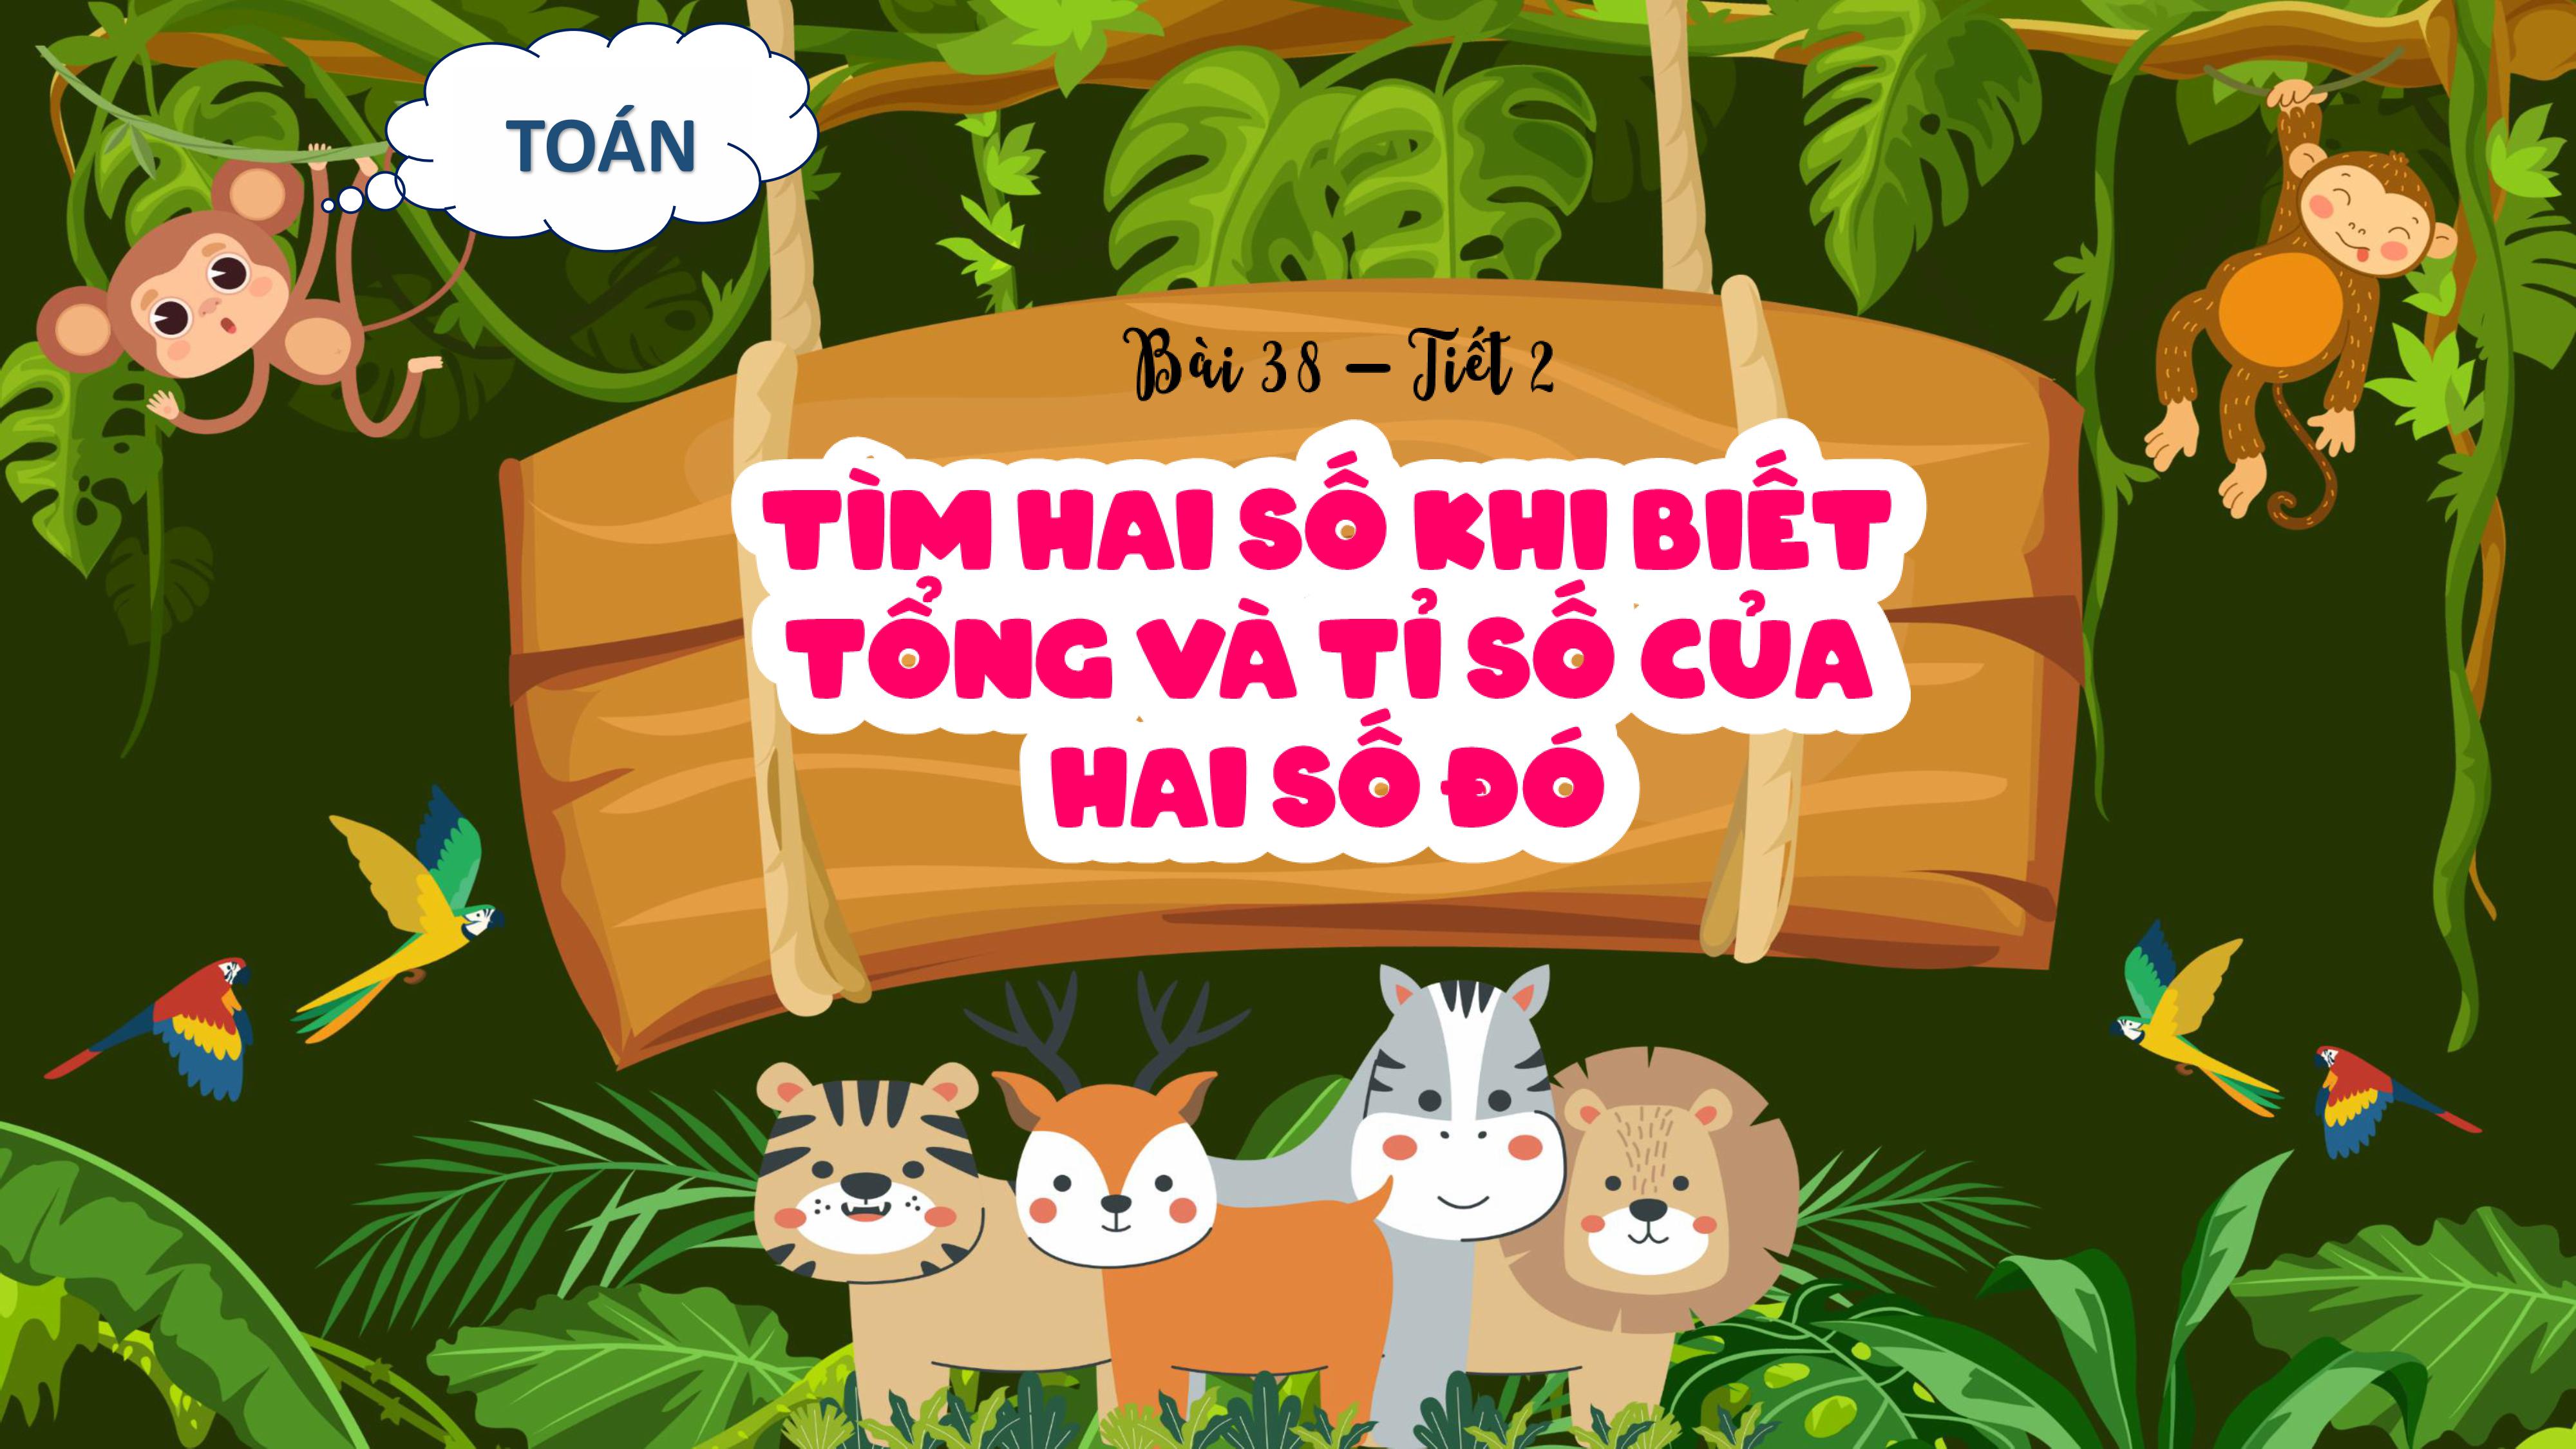 TOÁN
Bài 38 – Tiết 2
TÌM HAI SỐ KHI BIẾT
TỔNG VÀ TỈ SỐ CỦA
HAI SỐ ĐÓ